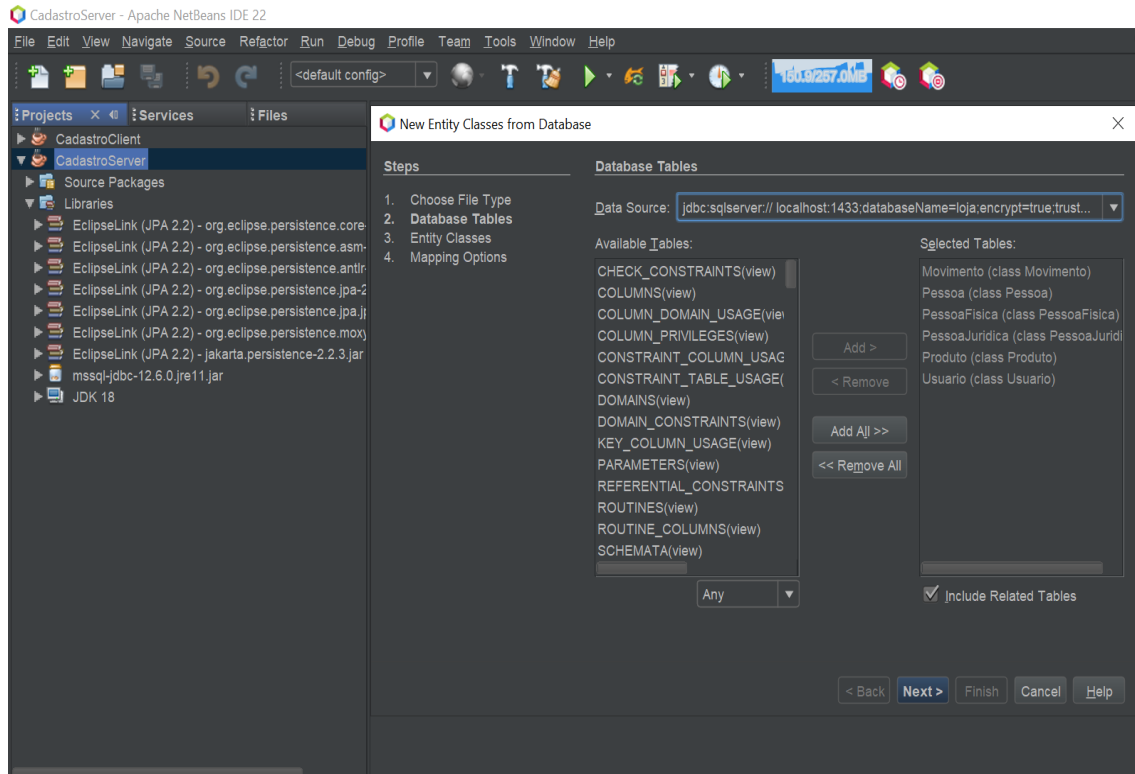 CadastroServer - Apache NetBeans IDE 22
File Edit View Navigate Source Refactor Run Debug Profile Team Tools Window Help
<default config>
150.9/257.0MB
Projects Services Files
CadastroClient
CadastroServer
Source Packages
Libraries
EclipseLink (JPA 2.2) - org.eclipse.persistence.core-
EclipseLink (JPA 2.2) - org.eclipse.persistence.asm-
EclipseLink (JPA 2.2) - org.eclipse.persistence.antlr-
EclipseLink (JPA 2.2) - org.eclipse.persistence.jpa-2
EclipseLink (JPA 2.2) - org.eclipse.persistence.jpa.jp
EclipseLink (JPA 2.2) - org.eclipse.persistence.moxy
EclipseLink (JPA 2.2) - jakarta.persistence-2.2.3.jar
mssql-jdbc-12.6.0.jre11.jar
JDK 18
New Entity Classes from Database
Steps
1. Choose File Type
2. Database Tables
3. Entity Classes
4. Mapping Options
Database Tables
Data Source: jdbc:sqlserver:// localhost:1433;databaseName=loja;encrypt=true;trust...
Available Tables:
CHECK_CONSTRAINTS(view)
COLUMNS(view)
COLUMN_DOMAIN_USAGE(view
COLUMN_PRIVILEGES(view)
CONSTRAINT_COLUMN_USAG
CONSTRAINT_TABLE_USAGE(
DOMAINS(view)
DOMAIN_CONSTRAINTS(view)
KEY_COLUMN_USAGE(view)
PARAMETERS(view)
REFERENTIAL_CONSTRAINTS
ROUTINES(view)
ROUTINE_COLUMNS(view)
SCHEMATA(view)
Any
Add >
< Remove
Add All >>
<< Remove All
Selected Tables:
Movimento (class Movimento)
Pessoa (class Pessoa)
PessoaFisica (class PessoaFisica)
PessoaJuridica (class PessoaJuridi
Produto (class Produto)
Usuario (class Usuario)
Include Related Tables
< Back Next > Finish Cancel Help